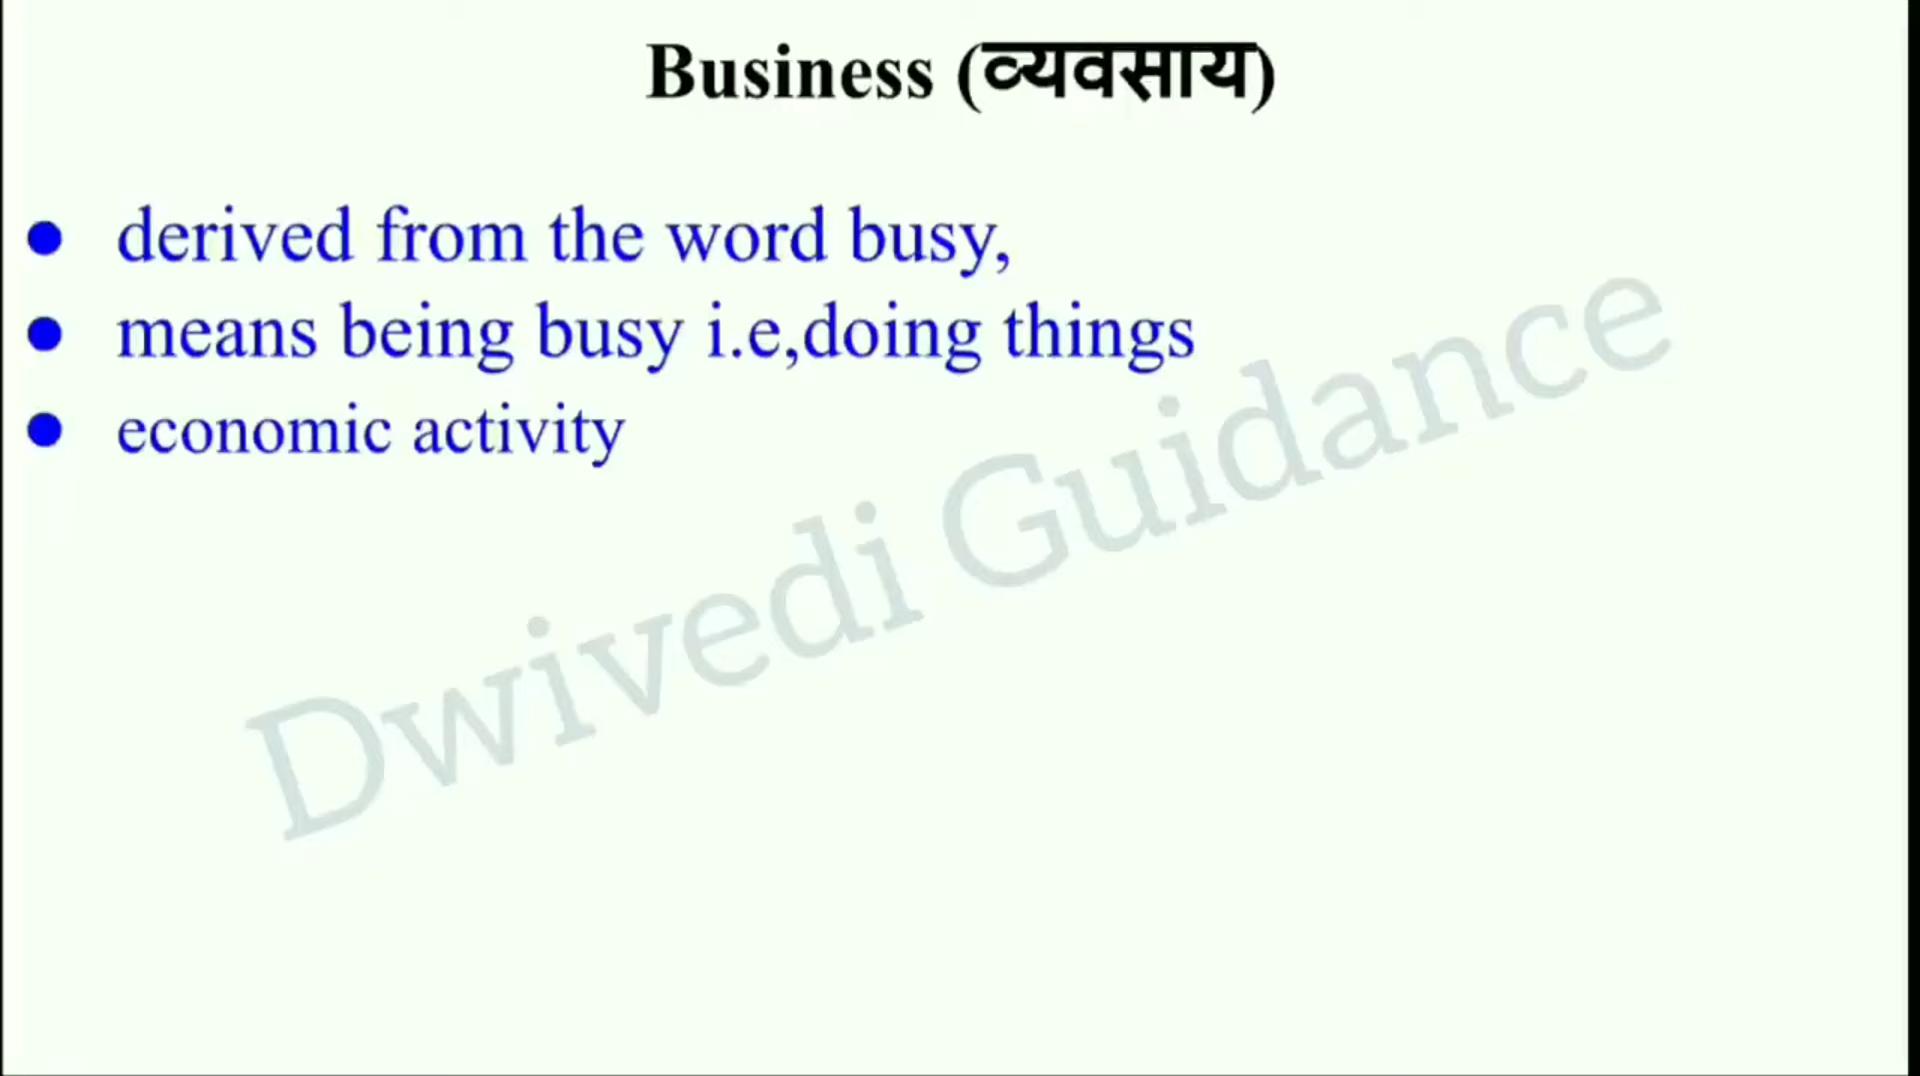 Business (व्यवसाय)
● derived from the word busy,
● means being busy i.e,doing things
● economic activity
Dwivedi Guidance